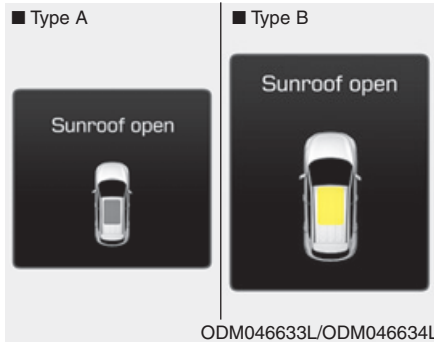 ■ Type A
■ Type B
Sunroof open
Sunroof open
ODM046633L/ODM046634L